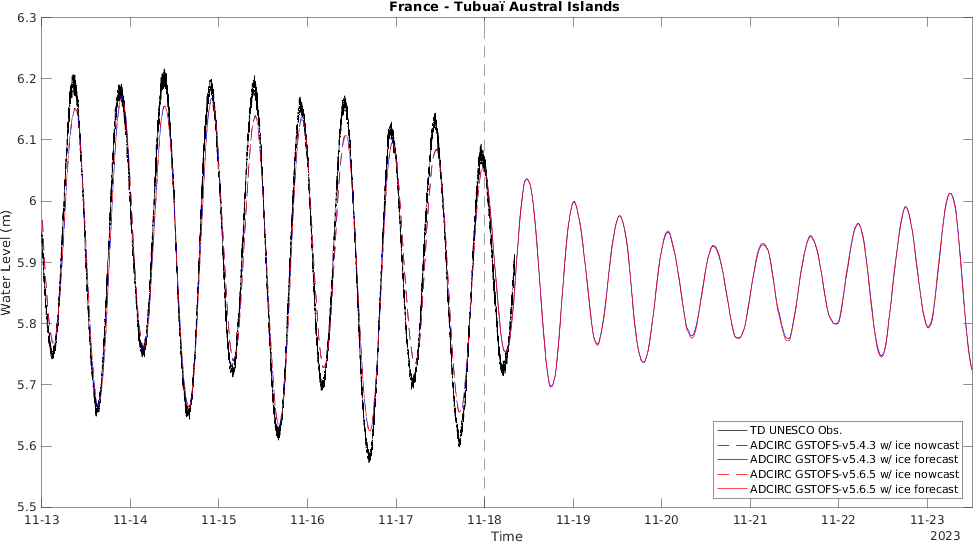 France - Tubuaï Austral Islands
6.3
6.2
6.1
6
5.9
5.8
5.7
5.6
5.5
Water Level (m)
TD UNESCO Obs.
ADCIRC GSTOFS-v5.4.3 w/ ice nowcast
ADCIRC GSTOFS-v5.4.3 w/ ice forecast
ADCIRC GSTOFS-v5.6.5 w/ ice nowcast
ADCIRC GSTOFS-v5.6.5 w/ ice forecast
11-13 11-14 11-15 11-16 11-17 11-18 11-19 11-20 11-21 11-22 11-23
Time
2023